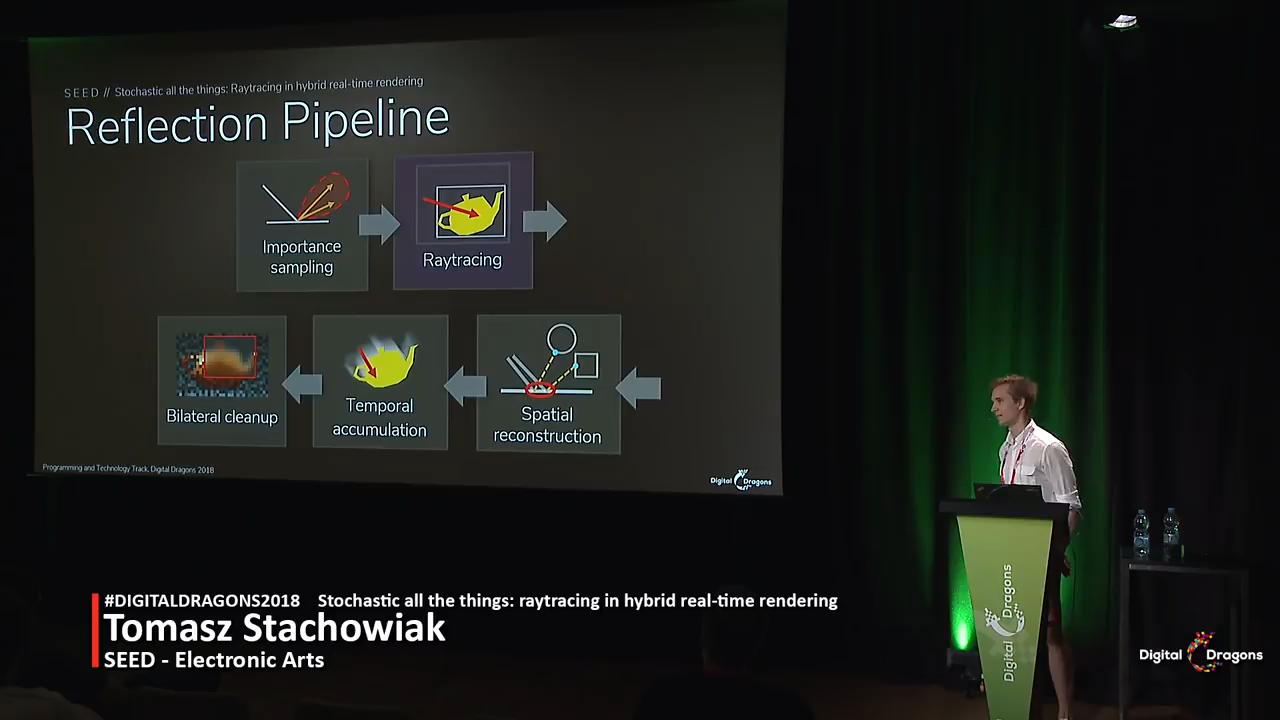 SEED // Stochastic all the things: Raytracing in hybrid real-time rendering
Reflection Pipeline
Importance
sampling
Raytracing
Bilateral cleanup
Temporal
accumulation
Spatial
reconstruction
Programming and Technology Track, Digital Dragons 2018
Digital Dragons
#DIGITALDRAGONS2018 Stochastic all the things: raytracing in hybrid real-time rendering
Tomasz Stachowiak
SEED - Electronic Arts
Digital Dragons
Digital Dragons